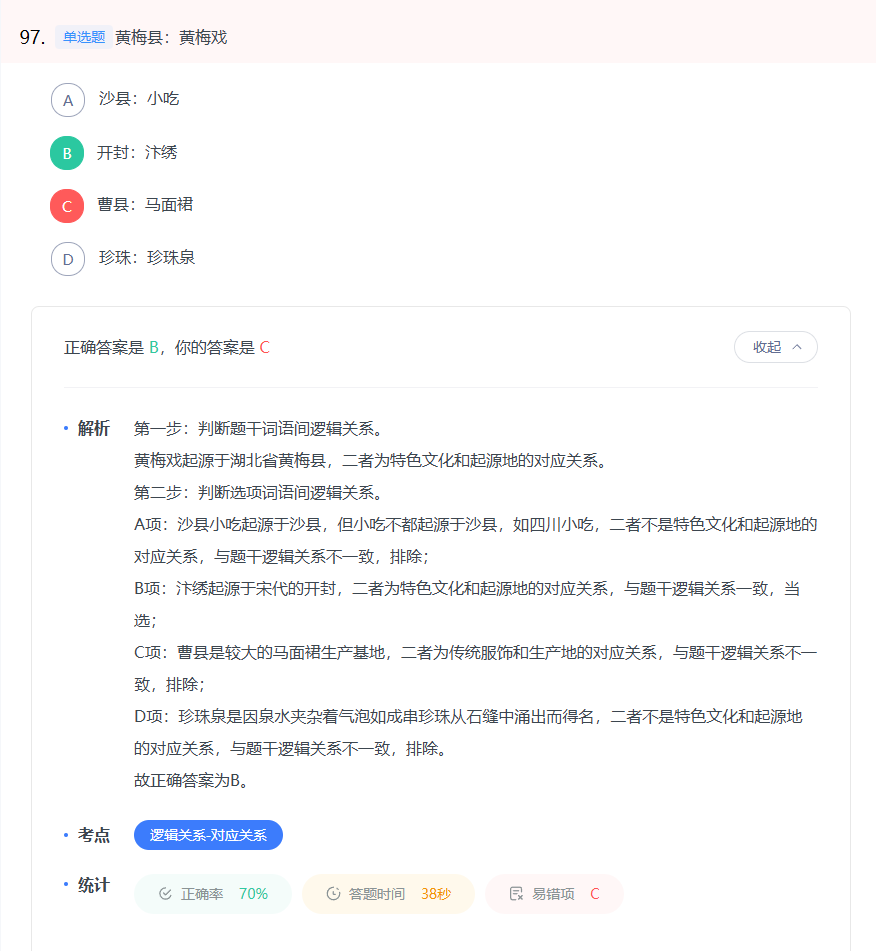 97. 单选题 黄梅县：黄梅戏
A 沙县：小吃
B 开封：汴绣
C 曹县：马面裙
D 珍珠：珍珠泉
正确答案是 B，你的答案是 C 收起
解析 第一步：判断题干词语间逻辑关系。
黄梅戏起源于湖北省黄梅县，二者为特色文化和起源地的对应关系。
第二步：判断选项词语间逻辑关系。
A项：沙县小吃起源于沙县，但小吃不都起源于沙县，如四川小吃，二者不是特色文化和起源地的
对应关系，与题干逻辑关系不一致，排除；
B项：汴绣起源于宋代的开封，二者为特色文化和起源地的对应关系，与题干逻辑关系一致，当
选；
C项：曹县是较大的马面裙生产基地，二者为传统服饰和生产地的对应关系，与题干逻辑关系不一
致，排除；
D项：珍珠泉是因泉水夹杂着气泡如成串珍珠从石缝中涌出而得名，二者不是特色文化和起源地
的对应关系，与题干逻辑关系不一致，排除。
故正确答案为B。
考点 逻辑关系-对应关系
统计 正确率 70% 答题时间 38秒 易错项 C